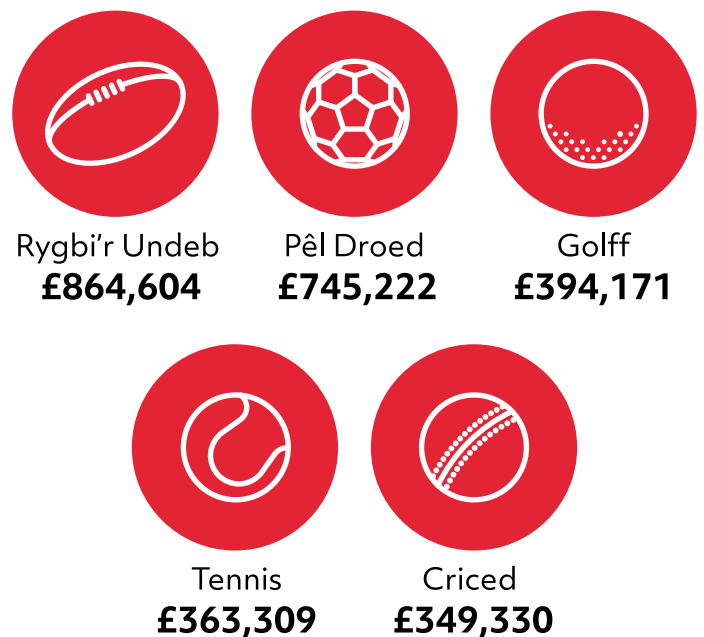 Rygbi'r Undeb
£864,604
Pêl Droed
£745,222
Golff
£394,171
Tennis
£363,309
Criced
£349,330